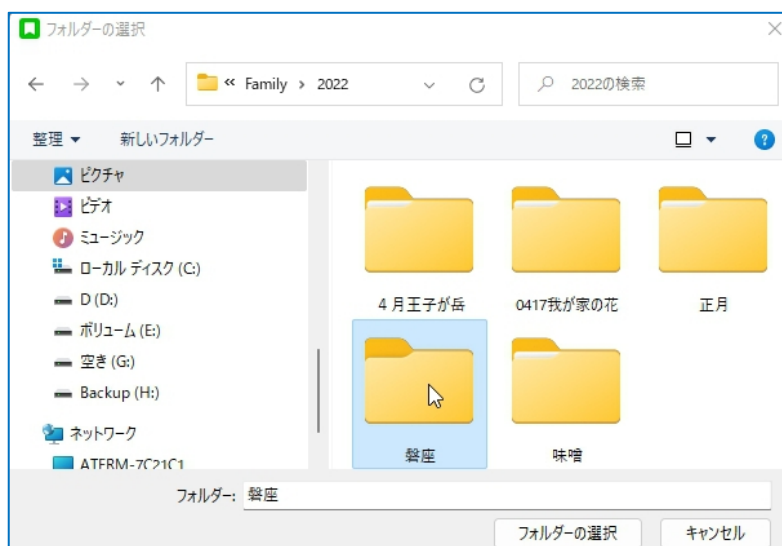 フォルダーの選択
« Family › 2022
2022の検索
整理
新しいフォルダー
?
ピクチャ
ビデオ
ミュージック
ローカル ディスク (C:)
D (D:)
ボリューム (E:)
空き (G:)
Backup (H:)
ネットワーク
ATERM-7C21C1
4 月王子が岳
0417我が家の花
正月
磐座
味噌
フォルダー: 磐座
フォルダーの選択
キャンセル